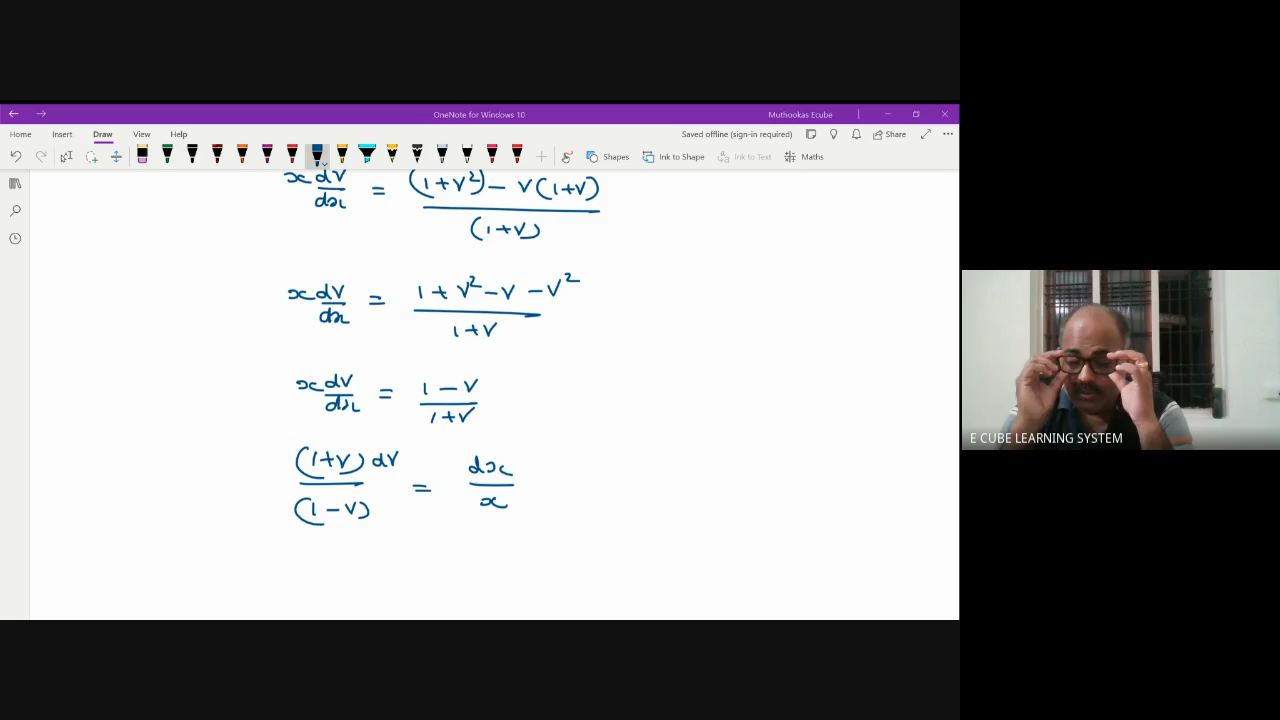 OneNote for Windows 10
Muthookas Ecube
Home Insert Draw View Help
Saved offline (sign-in required) Share
Shapes Ink to Shape Ink to Text Maths
x dv/dx = (1+v²) - v(1+v) / (1+v)
x dv/dx = 1 + v² - v - v² / 1+v
x dv/dx = 1 - v / 1+v
(1+v) dv / (1-v) = dx / x
E CUBE LEARNING SYSTEM